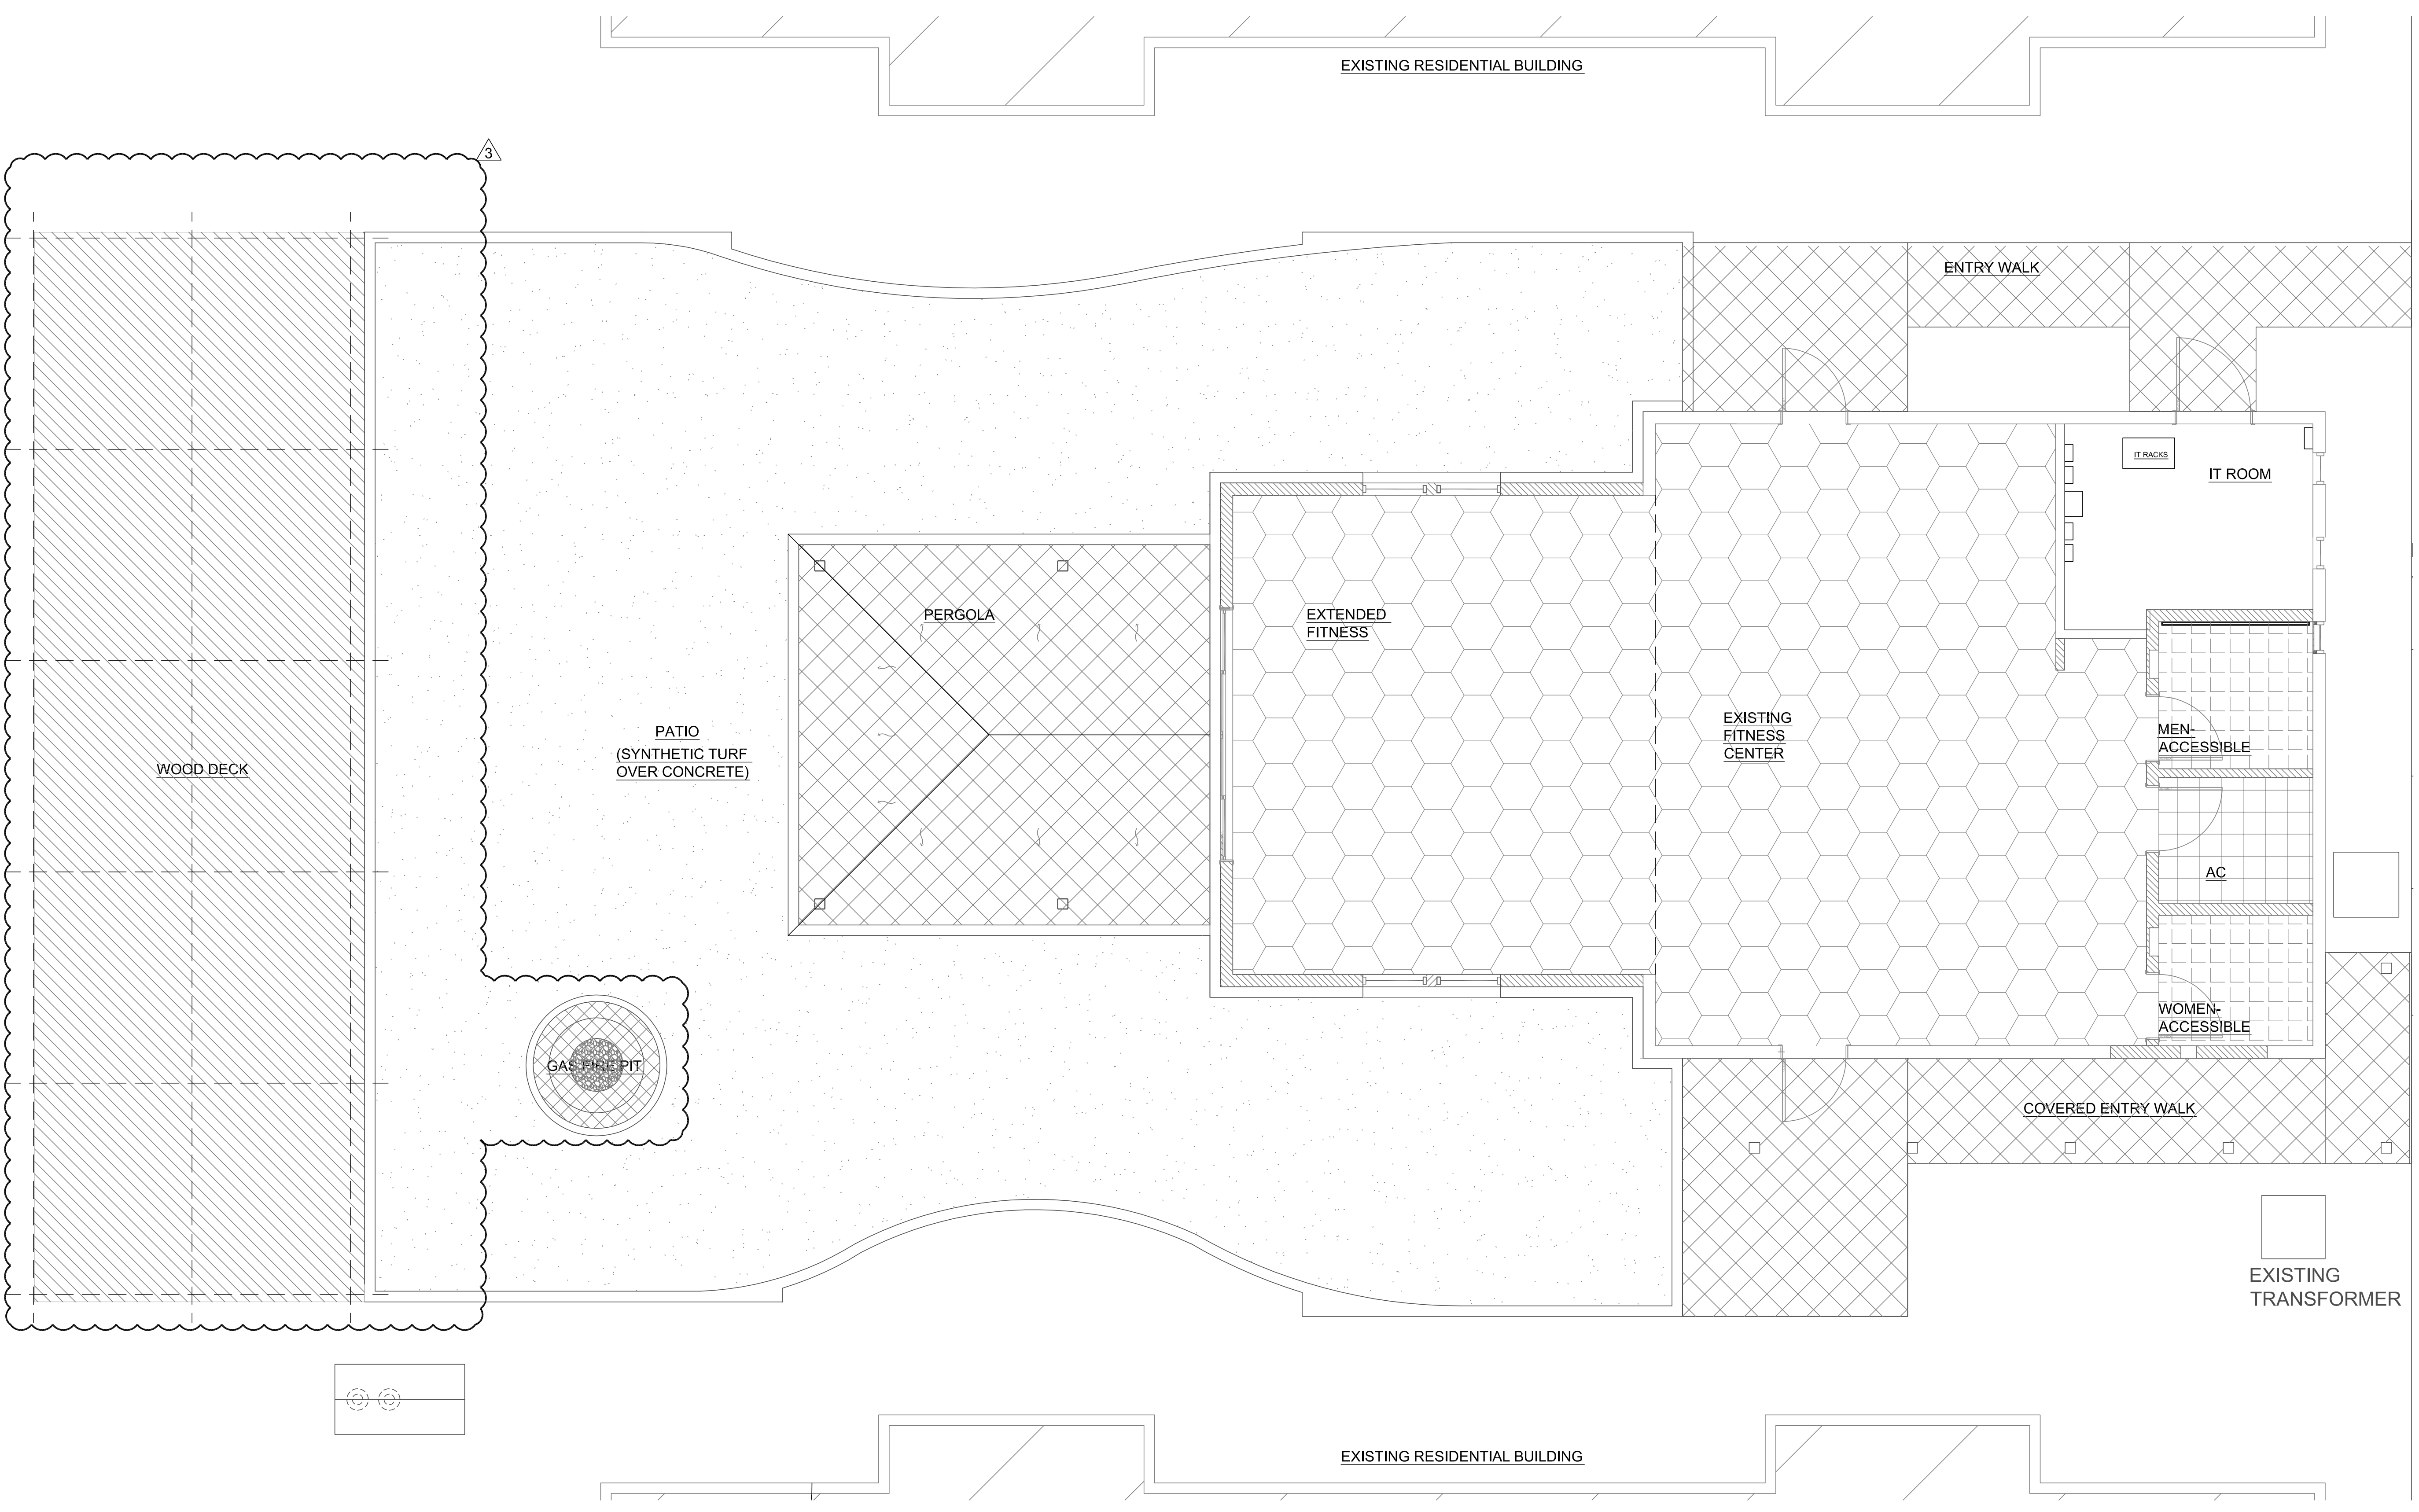 EXISTING RESIDENTIAL BUILDING
3
ENTRY WALK
IT RACKS
IT ROOM
PERGOLA
EXTENDED
FITNESS
PATIO
(SYNTHETIC TURF
OVER CONCRETE)
WOOD DECK
EXISTING
FITNESS
CENTER
MEN-
ACCESSIBLE
AC
WOMEN-
ACCESSIBLE
GAS FIRE PIT
COVERED ENTRY WALK
EXISTING
TRANSFORMER
EXISTING RESIDENTIAL BUILDING